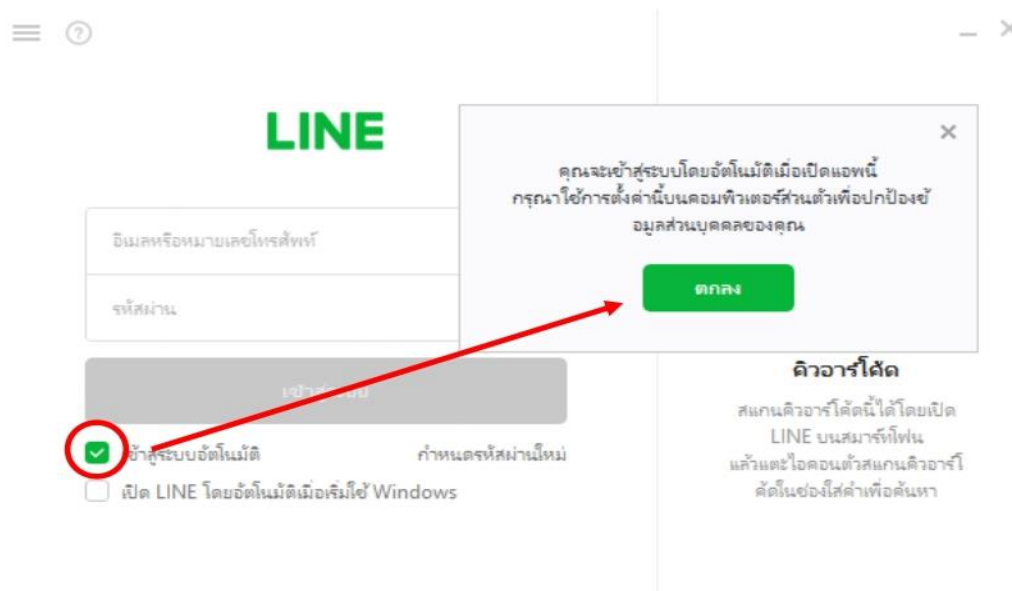 LINE
อีเมลหรือหมายเลขโทรศัพท์
รหัสผ่าน
เข้าสู่ระบบอัตโนมัติ
กำหนดรหัสผ่านใหม่
เปิด LINE โดยอัตโนมัติเมื่อเริ่มใช้ Windows
คุณจะเข้าสู่ระบบโดยอัตโนมัติเมื่อเปิดแอพนี้
กรุณาใช้การตั้งค่านี้บนคอมพิวเตอร์ส่วนตัวเพื่อปกป้องข้
อมูลส่วนบุคคลของคุณ
ตกลง
คิวอาร์โค้ด
สแกนคิวอาร์โค้ดนี้ได้โดยเปิด
LINE บนสมาร์ทโฟน
แล้วแตะไอคอนตัวสแกนคิวอาร์โ
ค้ดในช่องใส่คำเพื่อค้นหา